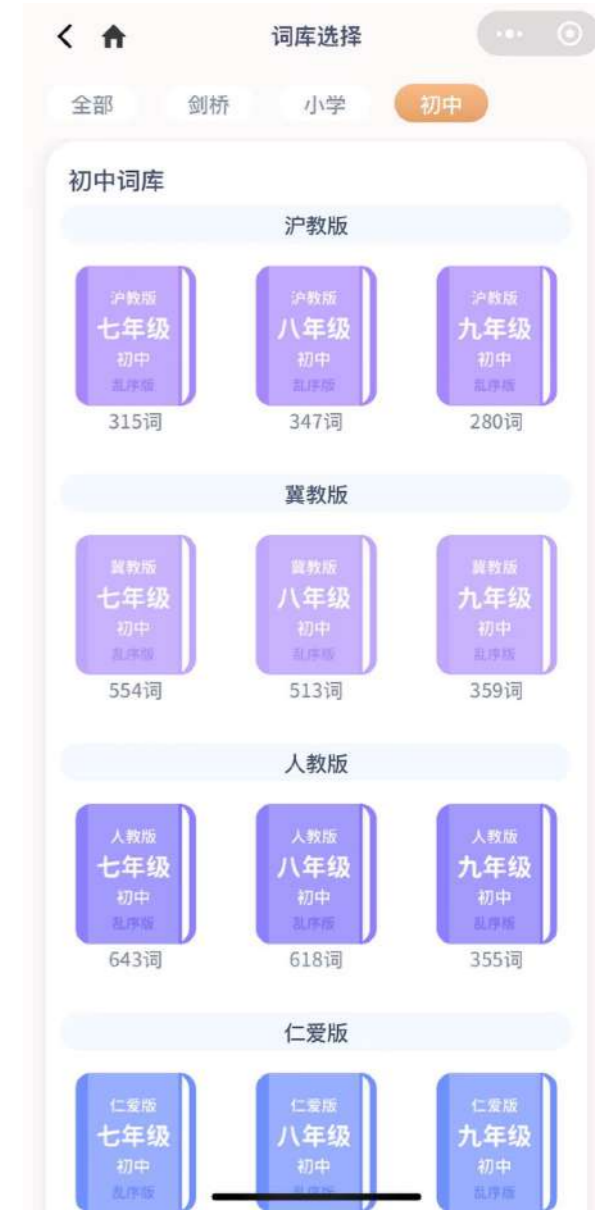 词库选择
全部 剑桥 小学 初中
初中词库
沪教版
沪教版 沪教版 沪教版
七年级 八年级 九年级
初中 初中 初中
乱序版 乱序版 乱序版
315词 347词 280词
冀教版
冀教版 冀教版 冀教版
七年级 八年级 九年级
初中 初中 初中
乱序版 乱序版 乱序版
554词 513词 359词
人教版
人教版 人教版 人教版
七年级 八年级 九年级
初中 初中 初中
乱序版 乱序版 乱序版
643词 618词 355词
仁爱版
仁爱版 仁爱版 仁爱版
七年级 八年级 九年级
初中 初中 初中
乱序版 乱序版